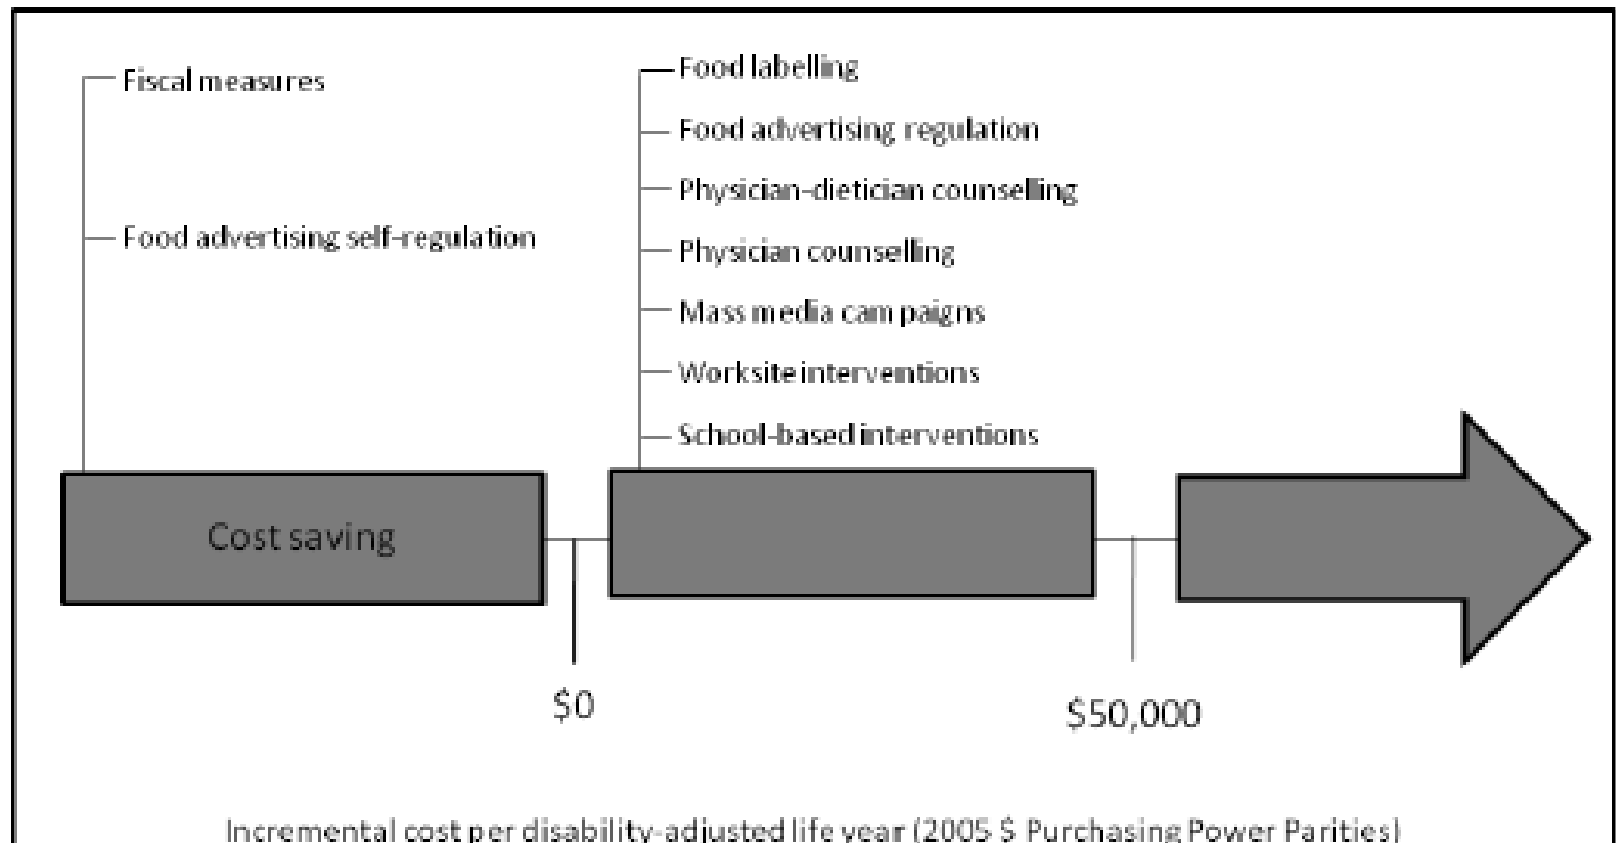 Fiscal measures
Food advertising self-regulation
Food labelling
Food advertising regulation
Physician-dietician counselling
Physician counselling
Mass media campaigns
Worksite interventions
School-based interventions
Cost saving
$0
$50,000
Incremental cost per disability-adjusted life year (2005 $ Purchasing Power Parities)